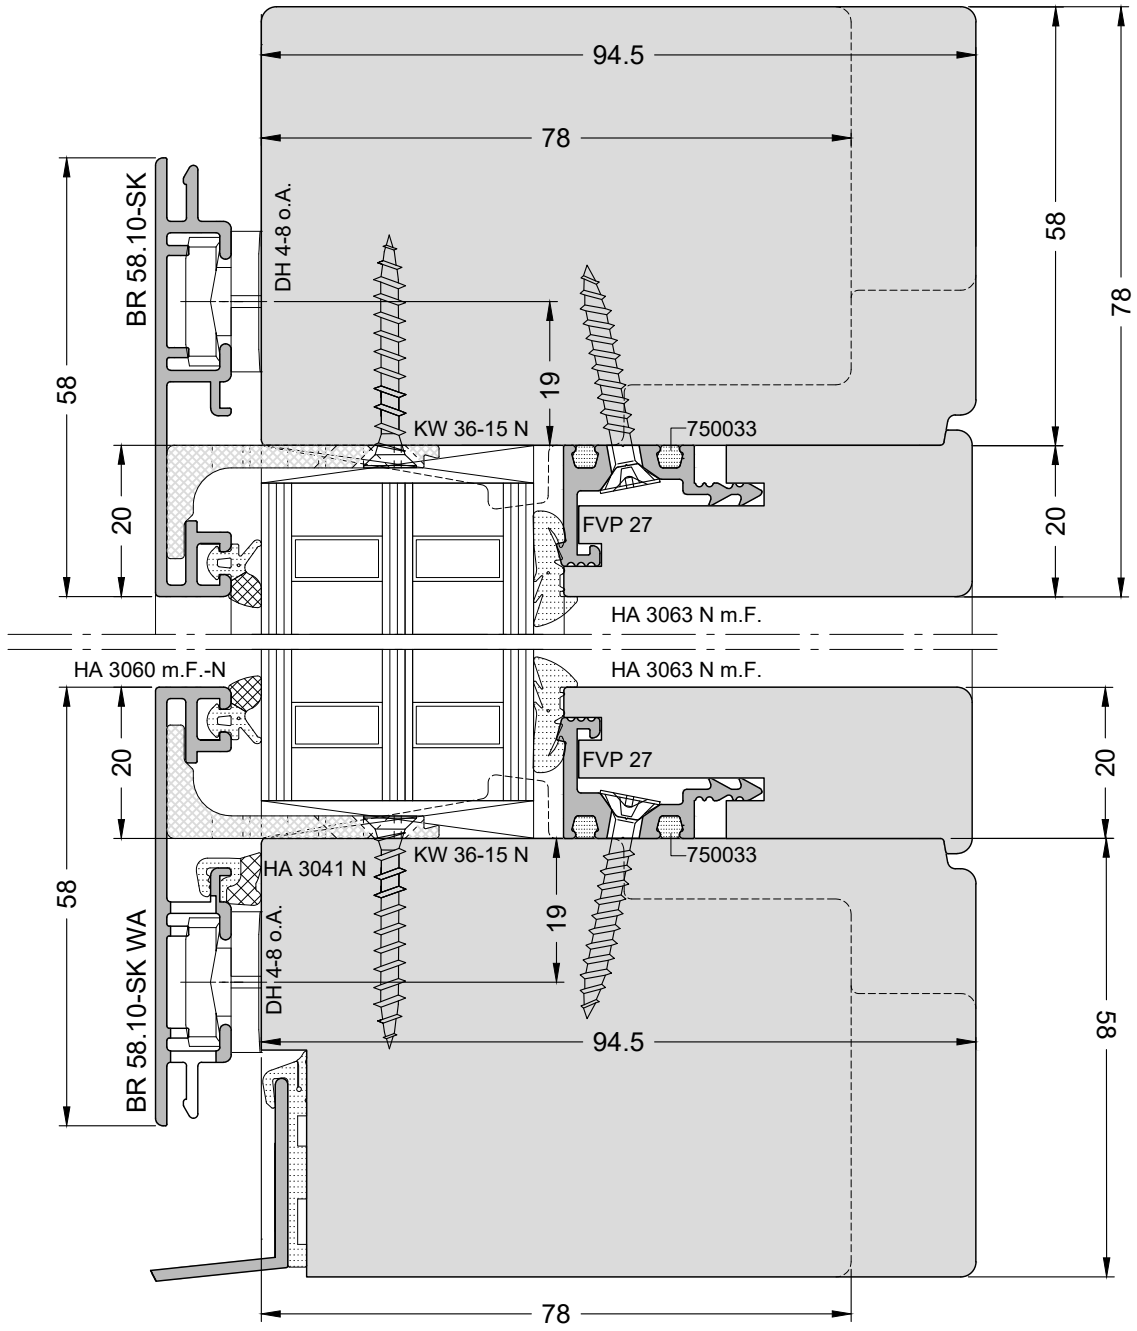 94.5
78
BR 58.10-SK
DH 4-8 o.A.
58
58
78
19
KW 36-15 N
750033
20
FVP 27
20
HA 3063 N m.F.
HA 3060 m.F.-N
HA 3063 N m.F.
20
FVP 27
20
KW 36-15 N
750033
HA 3041 N
58
BR 58.10-SK WA
DH 4-8 o.A.
19
58
94.5
78